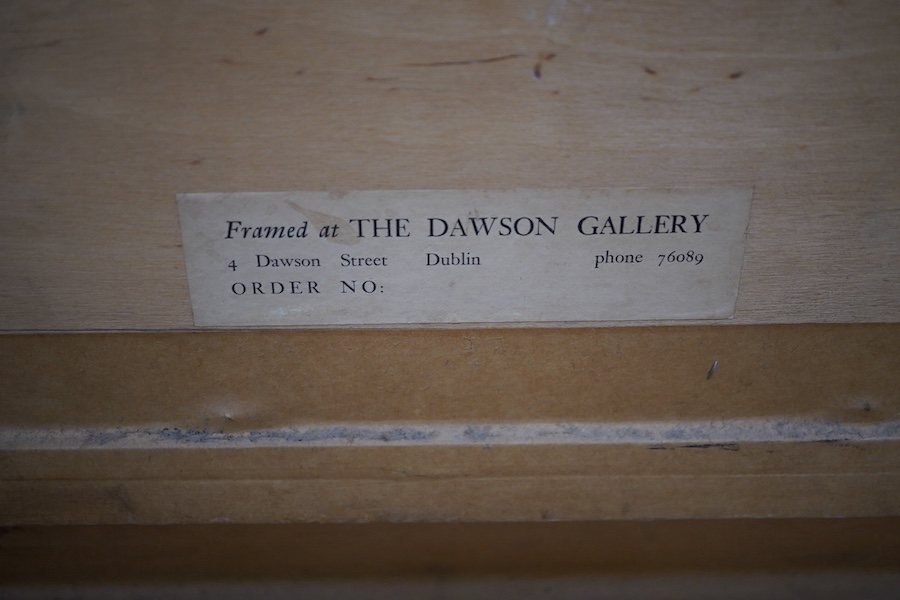 Framed at THE DAWSON GALLERY
4 Dawson Street Dublin phone 76089
ORDER NO: